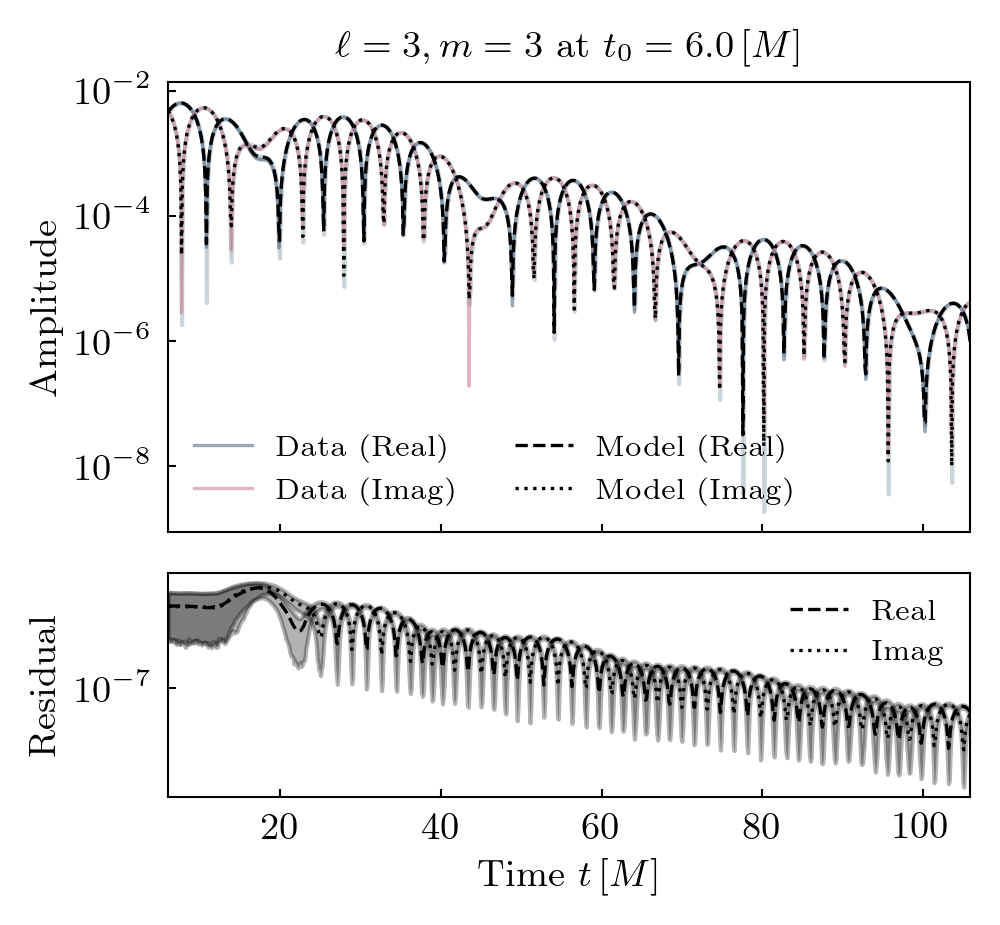 ℓ = 3, m = 3 at t₀ = 6.0 [M]
10⁻²
10⁻⁴
10⁻⁶
10⁻⁸
Amplitude
Data (Real)
Data (Imag)
Model (Real)
Model (Imag)
Residual
10⁻⁷
Real
Imag
20 40 60 80 100
Time t [M]